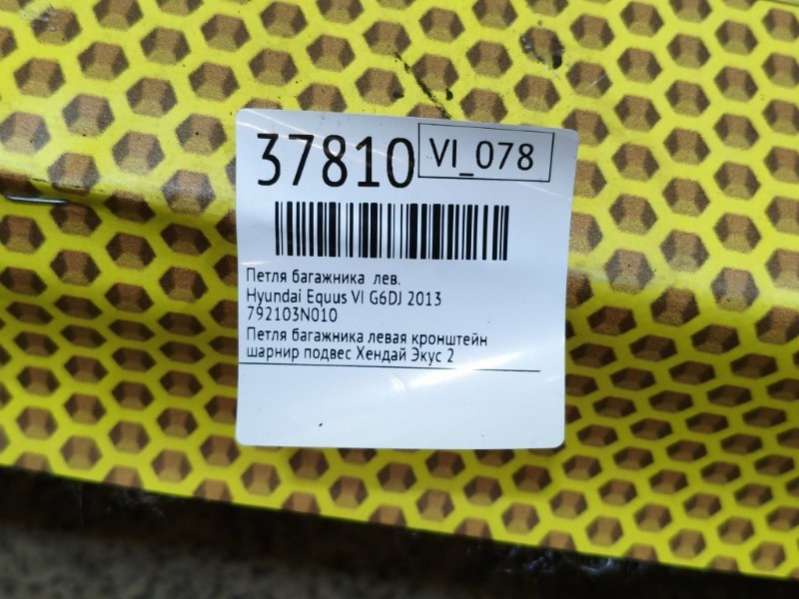 37810 VI_078
Петля багажника лев.
Hyundai Equus VI G6DJ 2013
792103N010
Петля багажника левая кронштейн
шарнир подвес Хендай Экус 2